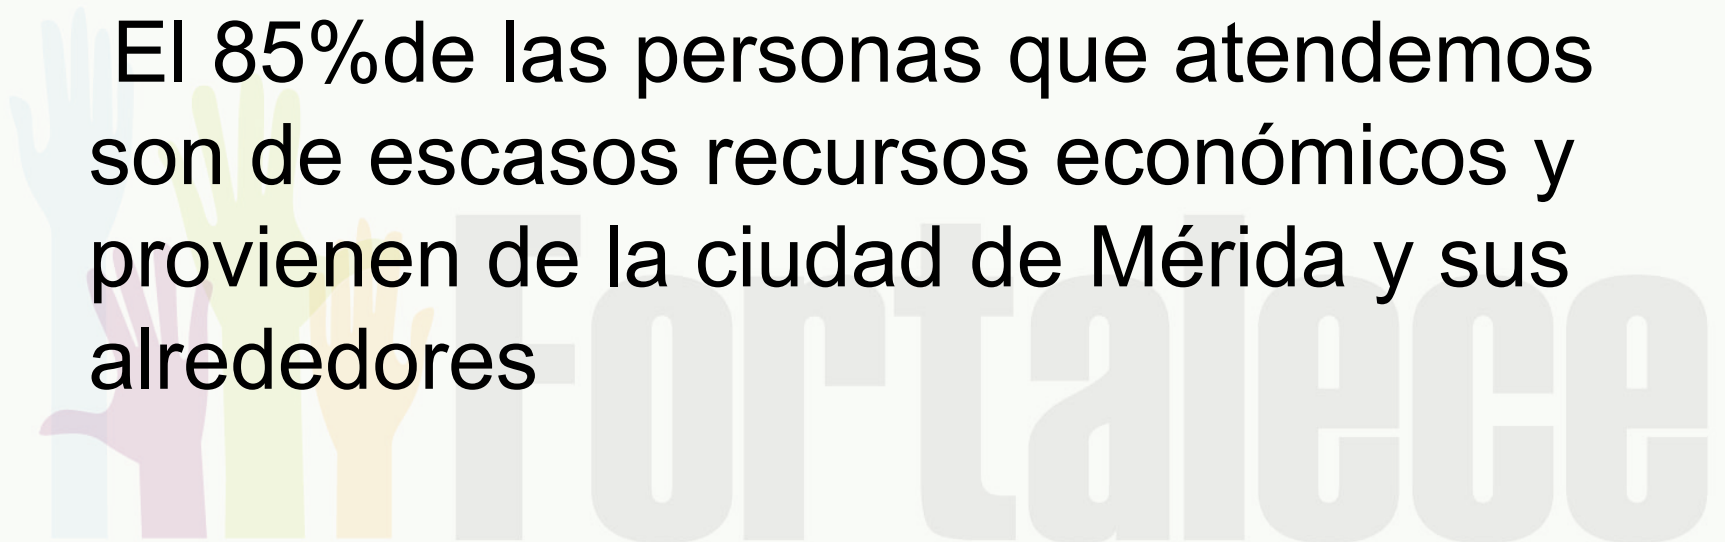 El 85%de las personas que atendemos
son de escasos recursos económicos y
provienen de la ciudad de Mérida y sus
alrededores
Fortalece